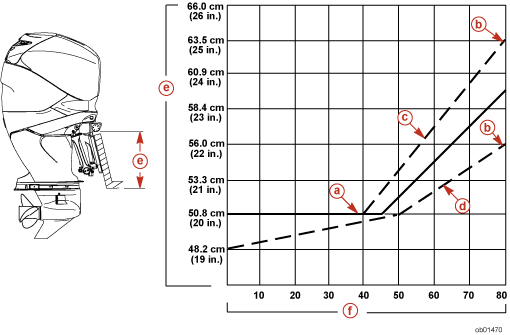 66.0 cm
(26 in.)
63.5 cm
(25 in.)
60.9 cm
(24 in.)
58.4 cm
(23 in.)
56.0 cm
(22 in.)
53.3 cm
(21 in.)
50.8 cm
(20 in.)
48.2 cm
(19 in.)
e
e
b
c
b
a
d
10 20 30 40 50 60 70 80
f
ob01470